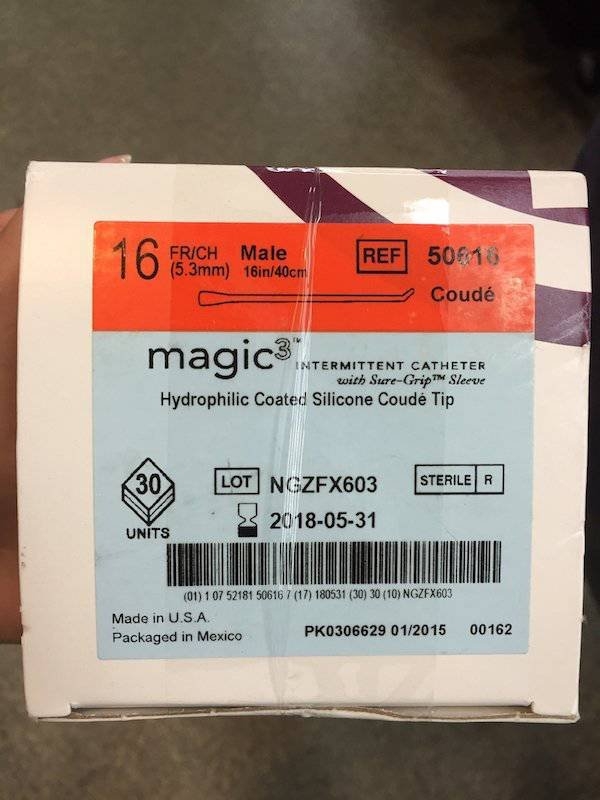 16 FR/CH (5.3mm) Male 16in/40cm REF 50616
Coudé
magic³™ INTERMITTENT CATHETER
with Sure-Grip™ Sleeve
Hydrophilic Coated Silicone Coudé Tip
30
UNITS
LOT NGZFX603
STERILE R
2018-05-31
(01) 1 07 52181 50616 7 (17) 180531 (30) 30 (10) NGZFX603
Made in U.S.A.
Packaged in Mexico
PK0306629 01/2015 00162